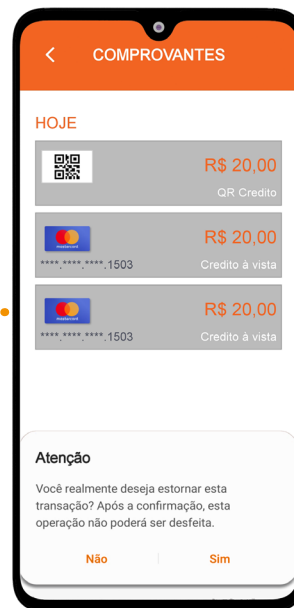 COMPROVANTES
HOJE
R$ 20,00
QR Credito
R$ 20,00
****.****.****.1503
Credito à vista
R$ 20,00
****.****.****.1503
Credito à vista
Atenção
Você realmente deseja estornar esta
transação? Após a confirmação, esta
operação não poderá ser desfeita.
Não
Sim